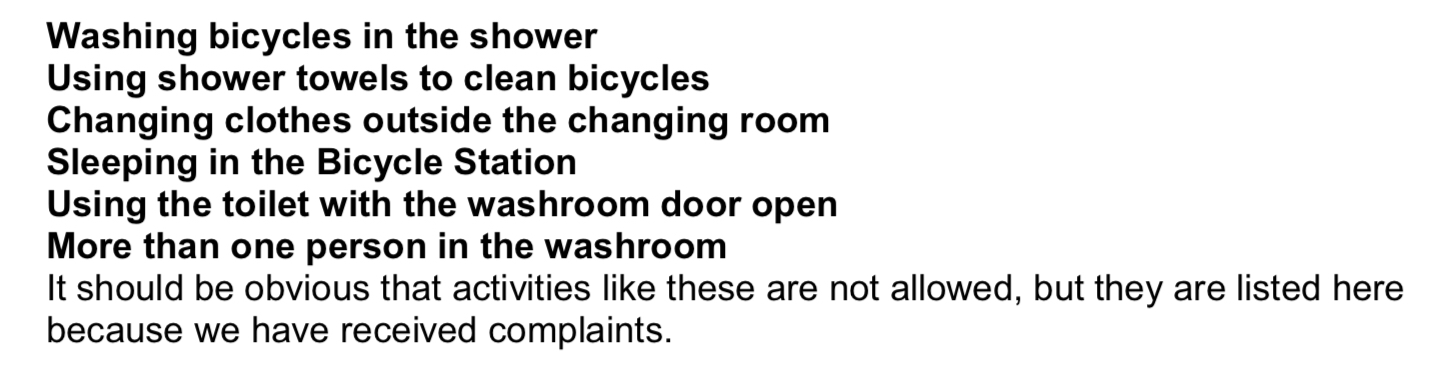 Washing bicycles in the shower
Using shower towels to clean bicycles
Changing clothes outside the changing room
Sleeping in the Bicycle Station
Using the toilet with the washroom door open
More than one person in the washroom
It should be obvious that activities like these are not allowed, but they are listed here
because we have received complaints.